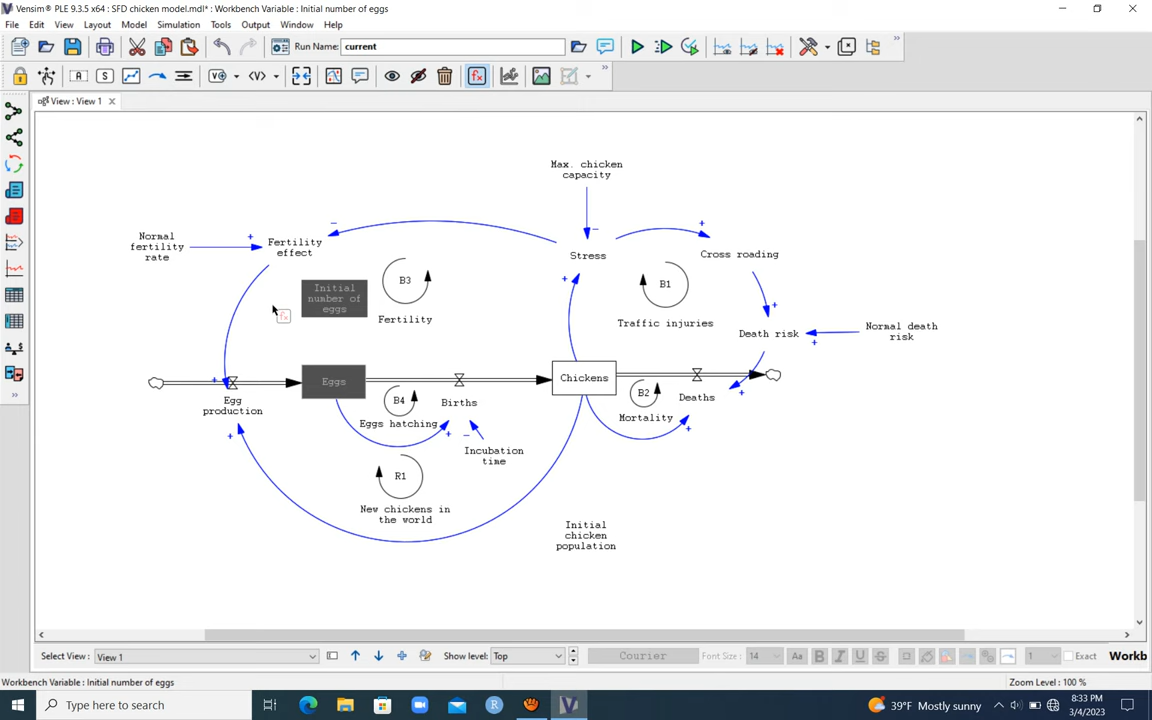 Vensim® PLE 9.3.5 x64 : SFD chicken model.mdl* : Workbench Variable : Initial number of eggs
File Edit View Layout Model Simulation Tools Output Window Help
Run Name: current
View : View 1
Max. chicken
capacity
Normal
fertility
rate
Fertility
effect
Stress
Cross roading
Initial
number of
eggs
B3
Fertility
B1
Traffic injuries
Death risk
Normal death
risk
Eggs
Chickens
Egg
production
B4
Eggs hatching
Births
B2
Mortality
Deaths
Incubation
time
R1
New chickens in
the world
Initial
chicken
population
Select View: View 1 Show level: Top Courier Font Size: 14 Aa B I U S 1 Exact Workb
Workbench Variable : Initial number of eggs Zoom Level: 100 %
Type here to search 39°F Mostly sunny 8:33 PM
3/4/2023